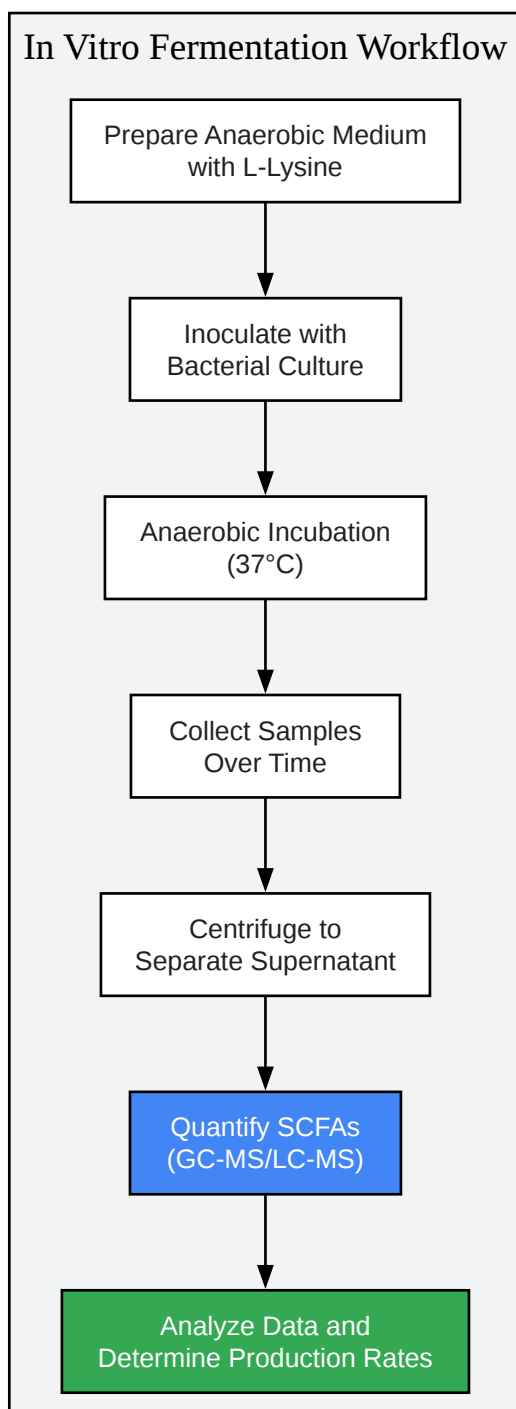 In Vitro Fermentation Workflow
Prepare Anaerobic Medium
with L-Lysine
Inoculate with
Bacterial Culture
Anaerobic Incubation
(37°C)
Collect Samples
Over Time
Centrifuge to
Separate Supernatant
Quantify SCFAs
(GC-MS/LC-MS)
Analyze Data and
Determine Production Rates